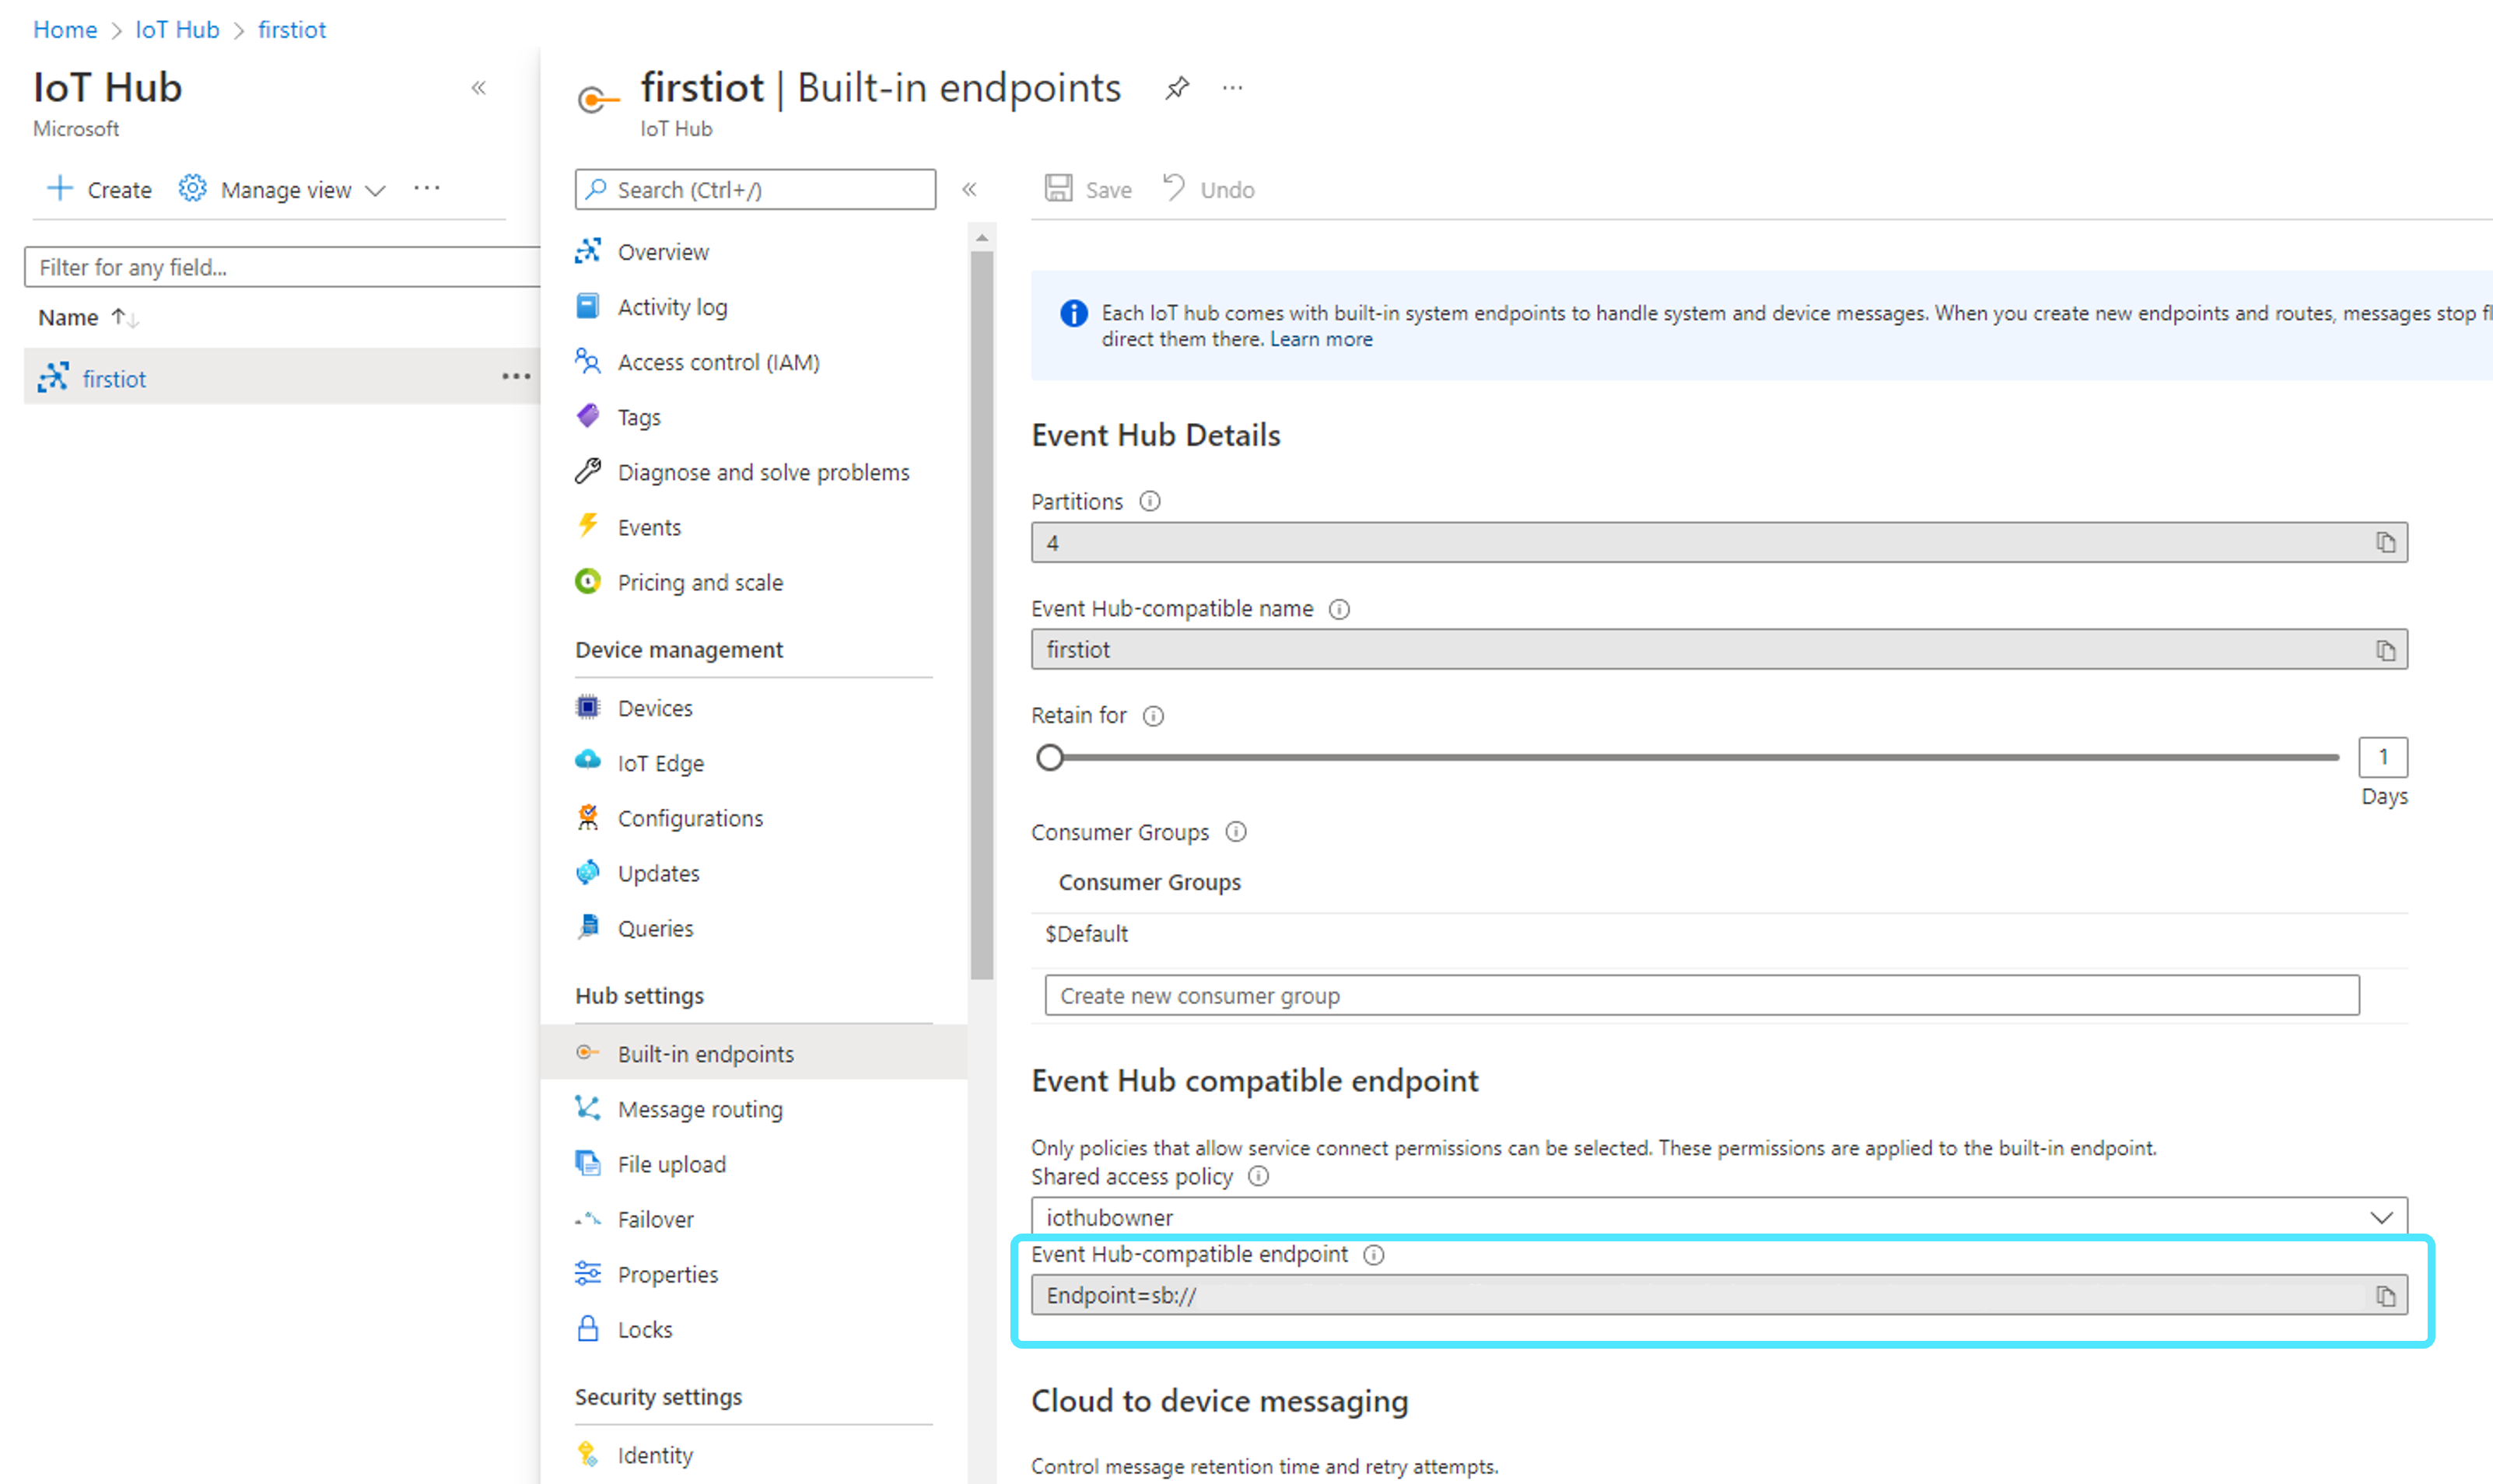 Home > IoT Hub > firstiot
IoT Hub
Microsoft
Create Manage view
Filter for any field...
Name
firstiot
firstiot | Built-in endpoints
IoT Hub
Search (Ctrl+/)
Overview
Activity log
Access control (IAM)
Tags
Diagnose and solve problems
Events
Pricing and scale
Device management
Devices
IoT Edge
Configurations
Updates
Queries
Hub settings
Built-in endpoints
Message routing
File upload
Failover
Properties
Locks
Security settings
Identity
Save Undo
Each IoT hub comes with built-in system endpoints to handle system and device messages. When you create new endpoints and routes, messages stop
direct them there. Learn more
Event Hub Details
Partitions
4
Event Hub-compatible name
firstiot
Retain for
1
Days
Consumer Groups
Consumer Groups
$Default
Create new consumer group
Event Hub compatible endpoint
Only policies that allow service connect permissions can be selected. These permissions are applied to the built-in endpoint.
Shared access policy
iothubowner
Event Hub-compatible endpoint
Endpoint=sb://
Cloud to device messaging
Control message retention time and retry attempts.